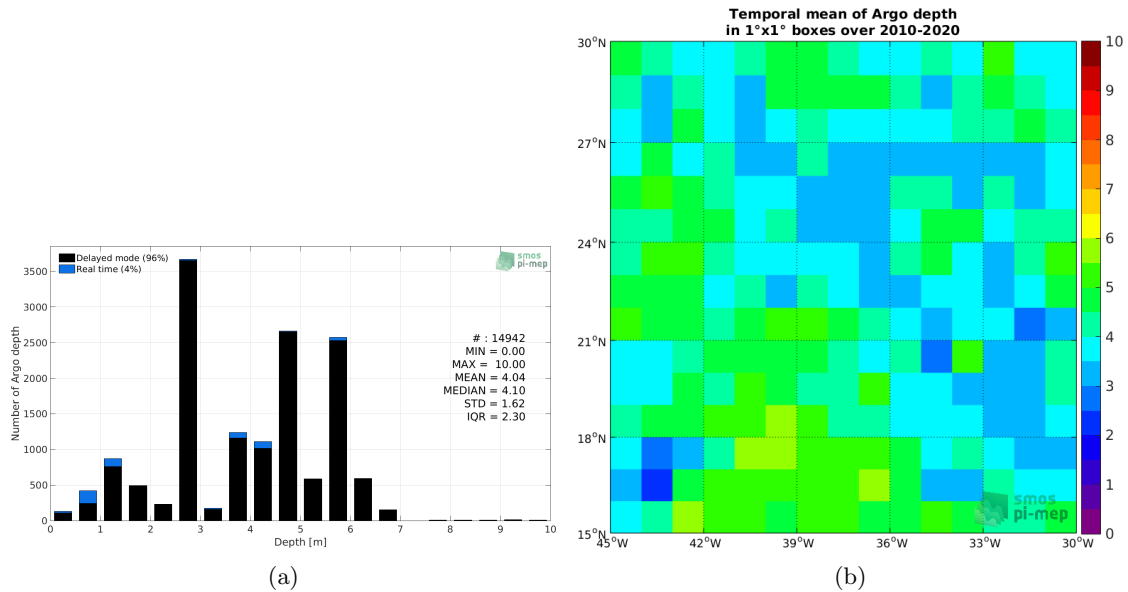 Delayed mode (96%)
Real time (4%)
smos
pi-mep
# : 14942
MIN = 0.00
MAX = 10.00
MEAN = 4.04
MEDIAN = 4.10
STD = 1.62
IQR = 2.30
Number of Argo depth
3500
3000
2500
2000
1500
1000
500
0
0 1 2 3 4 5 6 7 8 9 10
Depth [m]
(a)
Temporal mean of Argo depth
in 1°x1° boxes over 2010-2020
30°N
27°N
24°N
21°N
18°N
15°N
45°W 42°W 39°W 36°W 33°W 30°W
smos
pi-mep
10
9
8
7
6
5
4
3
2
1
0
(b)